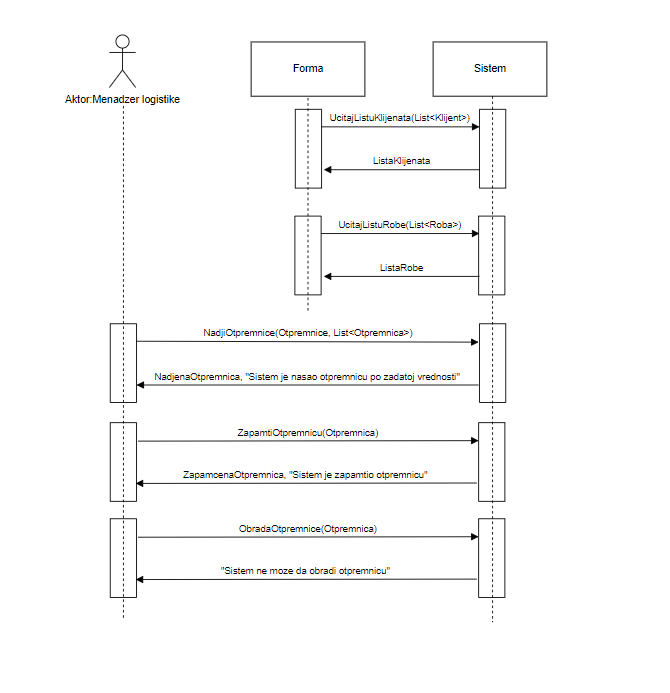 Forma
Sistem
Aktor:Menadzer logistike
UcitajListuKlijenata(List<Klijent>)
ListaKlijenata
UcitajListuRobe(List<Roba>)
ListaRobe
NadjiOtpremnice(Otpremnice, List<Otpremnica>)
NadjenaOtpremnica, "Sistem je nasao otpremnicu po zadatoj vrednosti"
ZapamtiOtpremnicu(Otpremnica)
ZapamcenaOtpremnica, "Sistem je zapamtio otpremnicu"
ObradaOtpremnice(Otpremnica)
"Sistem ne moze da obradi otpremnicu"